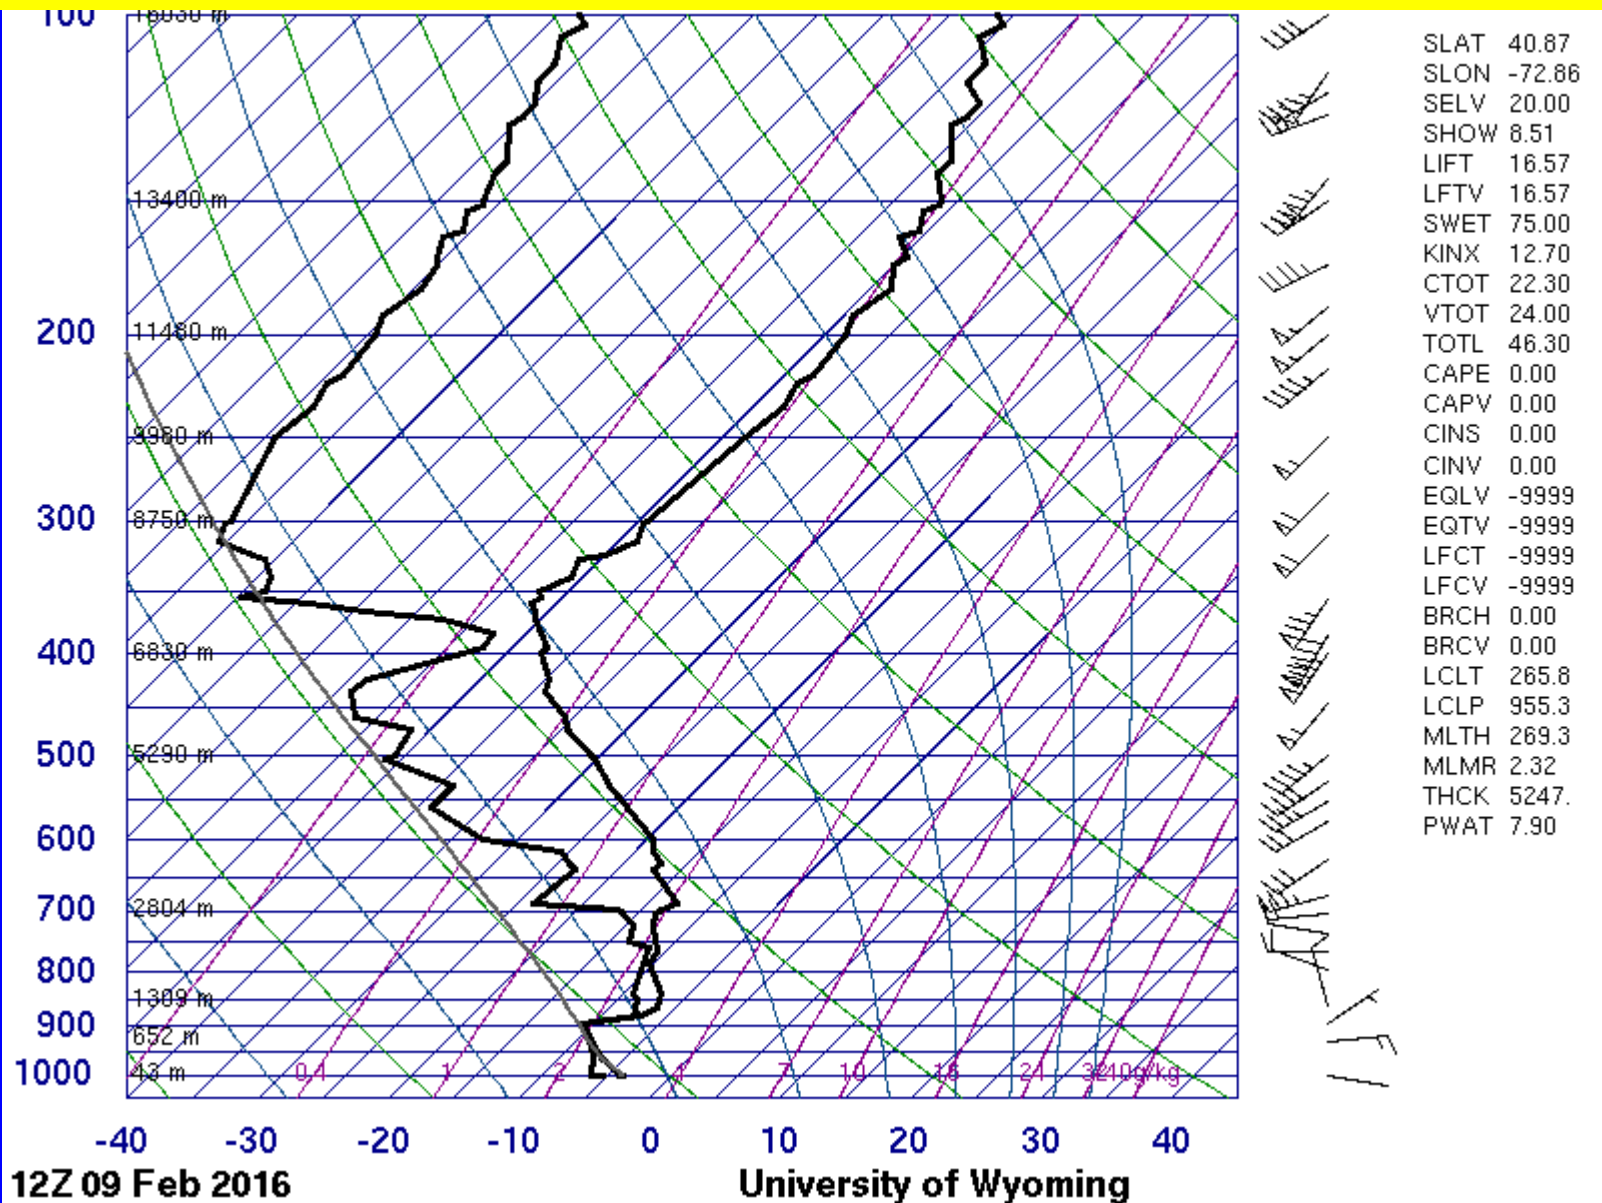 100 16030 m
13400 m
200 11480 m
9980 m
300 8750 m
400 6830 m
500 5290 m
600
700 2804 m
800
1309 m
900
652 m
1000 43 m 0.4 1 2 4 7 10 16 24 32 40g/kg
-40 -30 -20 -10 0 10 20 30 40
12Z 09 Feb 2016 University of Wyoming
SLAT 40.87
SLON -72.86
SELV 20.00
SHOW 8.51
LIFT 16.57
LFTV 16.57
SWET 75.00
KINX 12.70
CTOT 22.30
VTOT 24.00
TOTL 46.30
CAPE 0.00
CAPV 0.00
CINS 0.00
CINV 0.00
EQLV -9999
EQTV -9999
LFCT -9999
LFCV -9999
BRCH 0.00
BRCV 0.00
LCLT 265.8
LCLP 955.3
MLTH 269.3
MLMR 2.32
THCK 5247.
PWAT 7.90